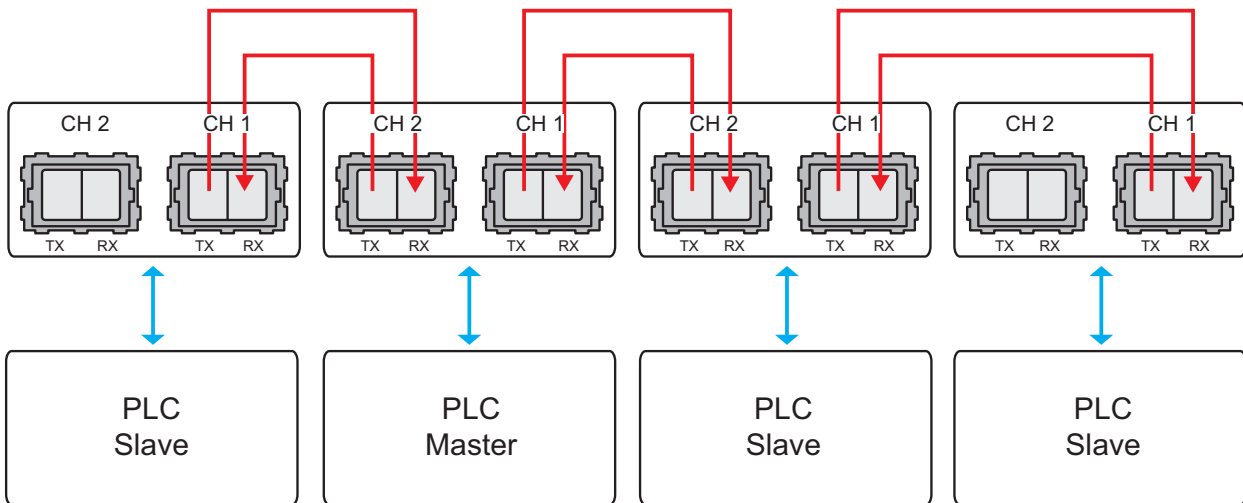 CH 2 CH 1 CH 2 CH 1 CH 2 CH 1 CH 2 CH 1
TX RX TX RX TX RX TX RX TX RX TX RX TX RX TX RX
PLC
Slave
PLC
Master
PLC
Slave
PLC
Slave